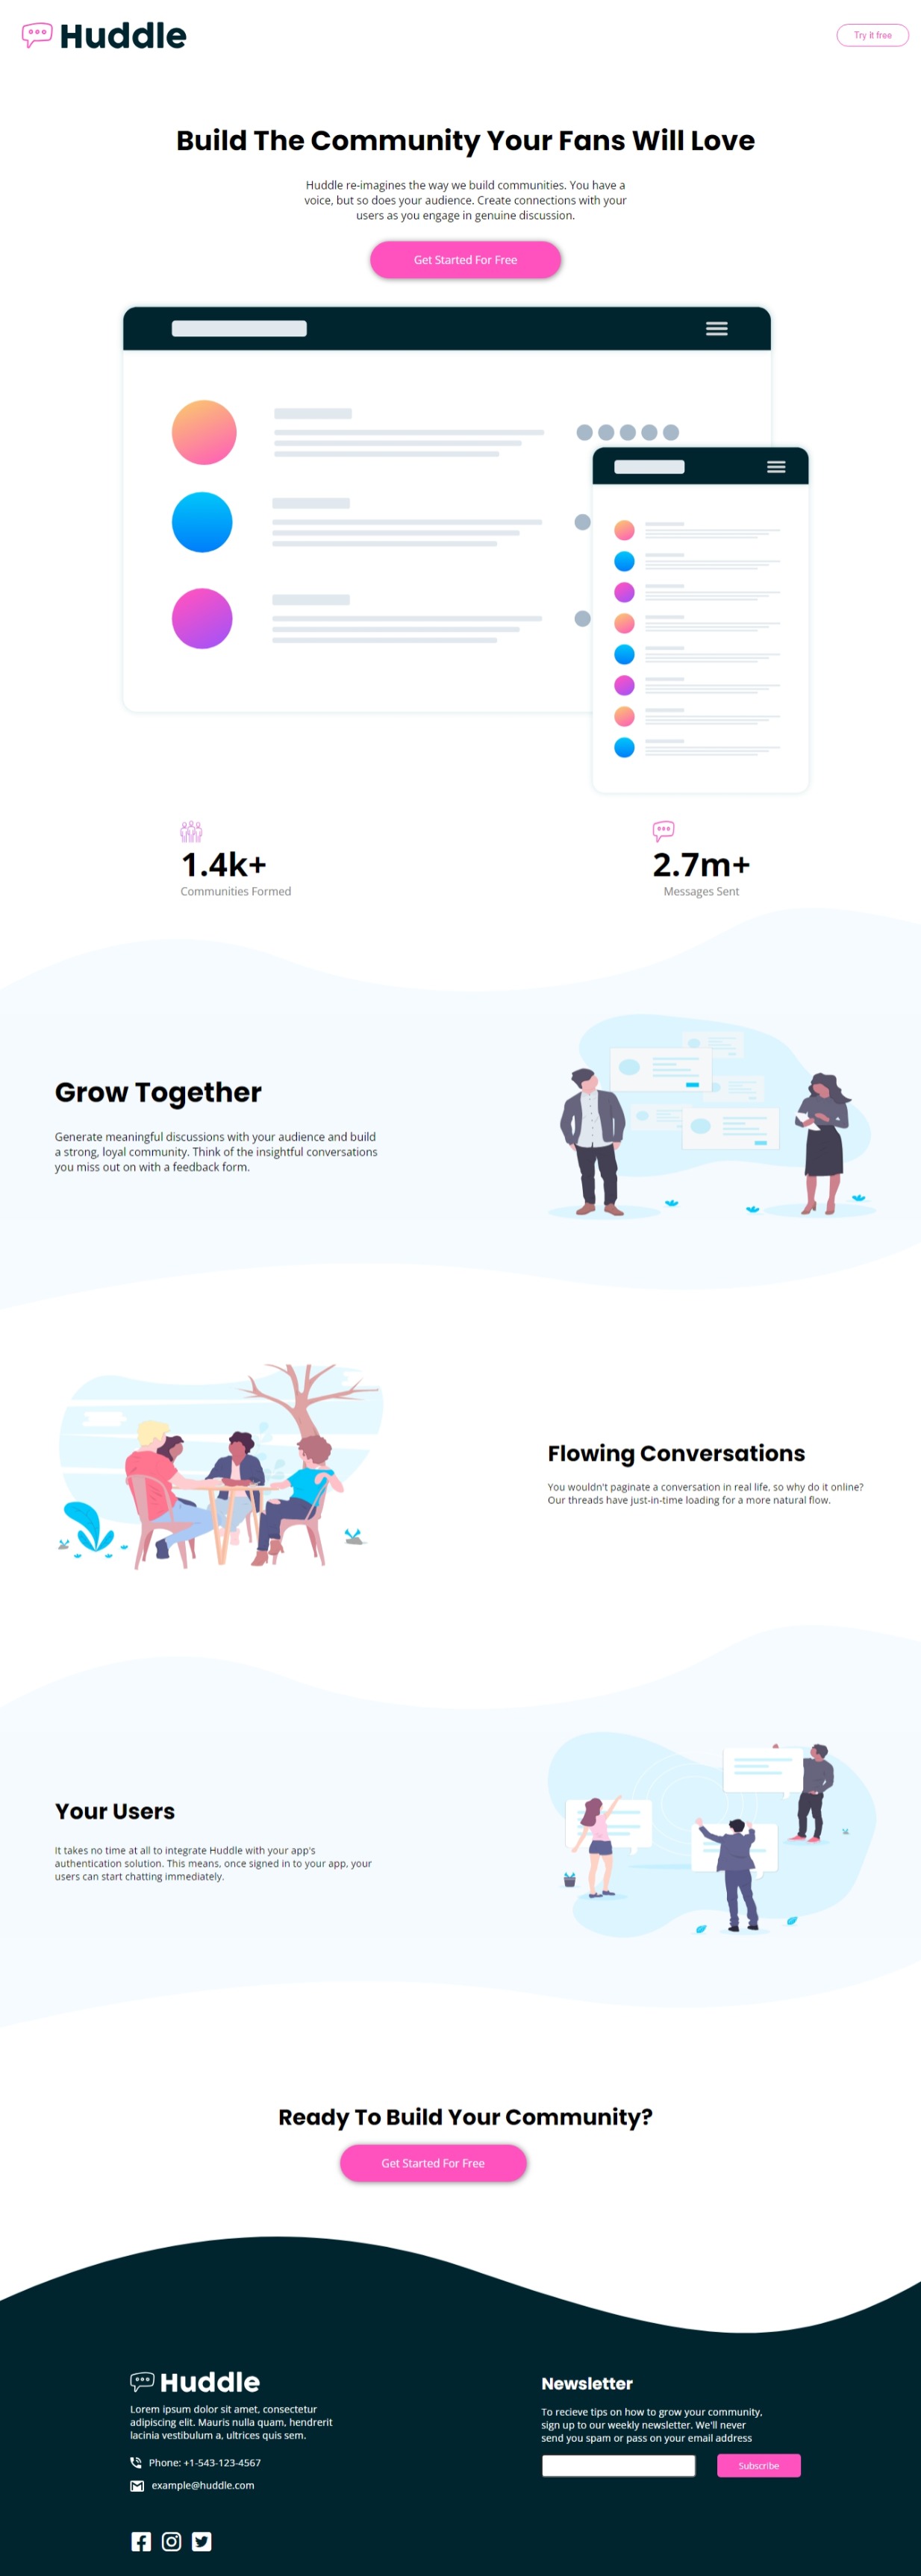 Huddle
Try it free
Build The Community Your Fans Will Love
Huddle re-imagines the way we build communities. You have a
voice, but so does your audience. Create connections with your
users as you engage in genuine discussion.
Get Started For Free
1.4k+
Communities Formed
2.7m+
Messages Sent
Grow Together
Generate meaningful discussions with your audience and build
a strong, loyal community. Think of the insightful conversations
you miss out on with a feedback form.
Flowing Conversations
You wouldn't paginate a conversation in real life, so why do it online?
Our threads have just-in-time loading for a more natural flow.
Your Users
It takes no time at all to integrate Huddle with your app's
authentication solution. This means, once signed in to your app, your
users can start chatting immediately.
Ready To Build Your Community?
Get Started For Free
Huddle
Lorem ipsum dolor sit amet, consectetur
adipiscing elit. Mauris nulla quam, hendrerit
lacinia vestibulum a, ultrices quis sem.
Phone: +1-543-123-4567
example@huddle.com
Newsletter
To recieve tips on how to grow your community,
sign up to our weekly newsletter. We'll never
send you spam or pass on your email address
Subscribe